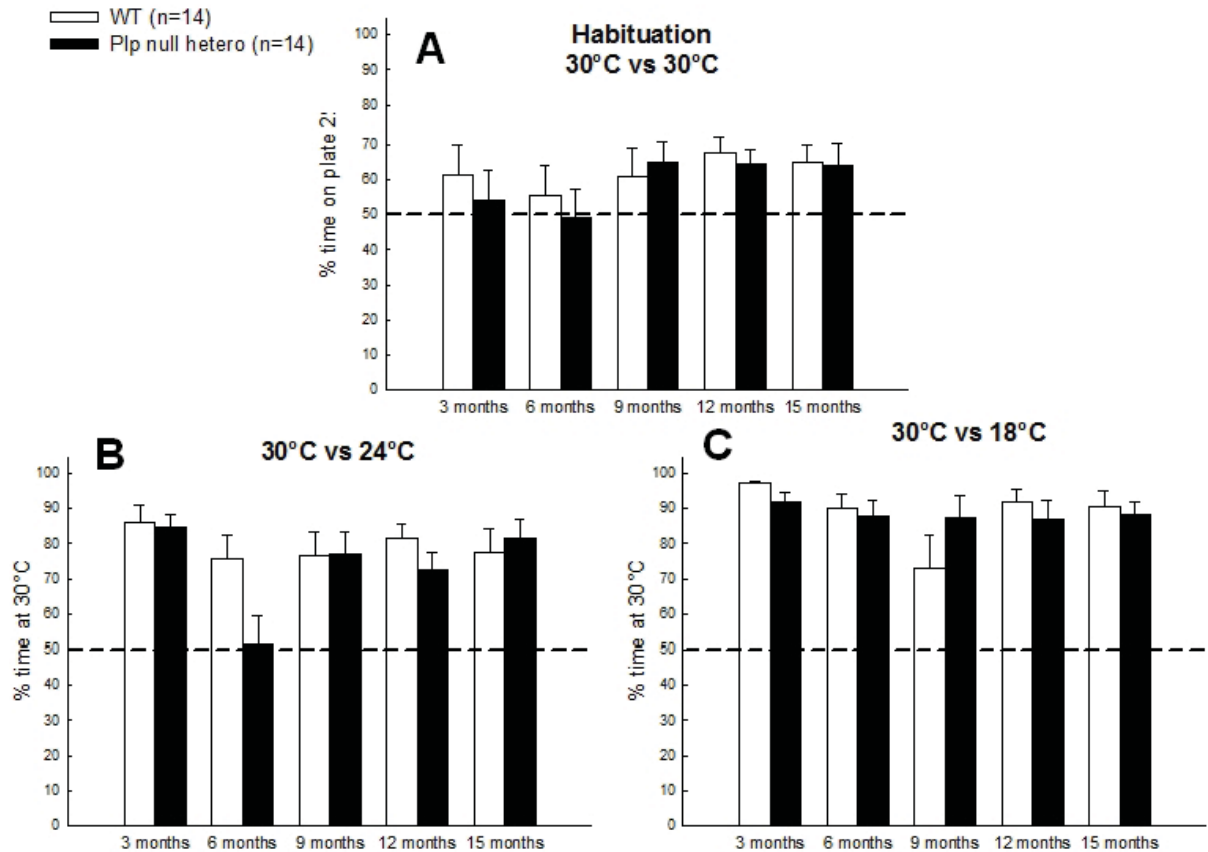 WT (n=14)
Plp null hetero (n=14)
A
Habituation
30°C vs 30°C
% time on plate 2:
100
90
80
70
60
50
40
30
20
10
0
3 months 6 months 9 months 12 months 15 months
B
30°C vs 24°C
% time at 30°C
100
90
80
70
60
50
40
30
20
10
0
3 months 6 months 9 months 12 months 15 months
C
30°C vs 18°C
% time at 30°C
100
90
80
70
60
50
40
30
20
10
0
3 months 6 months 9 months 12 months 15 months